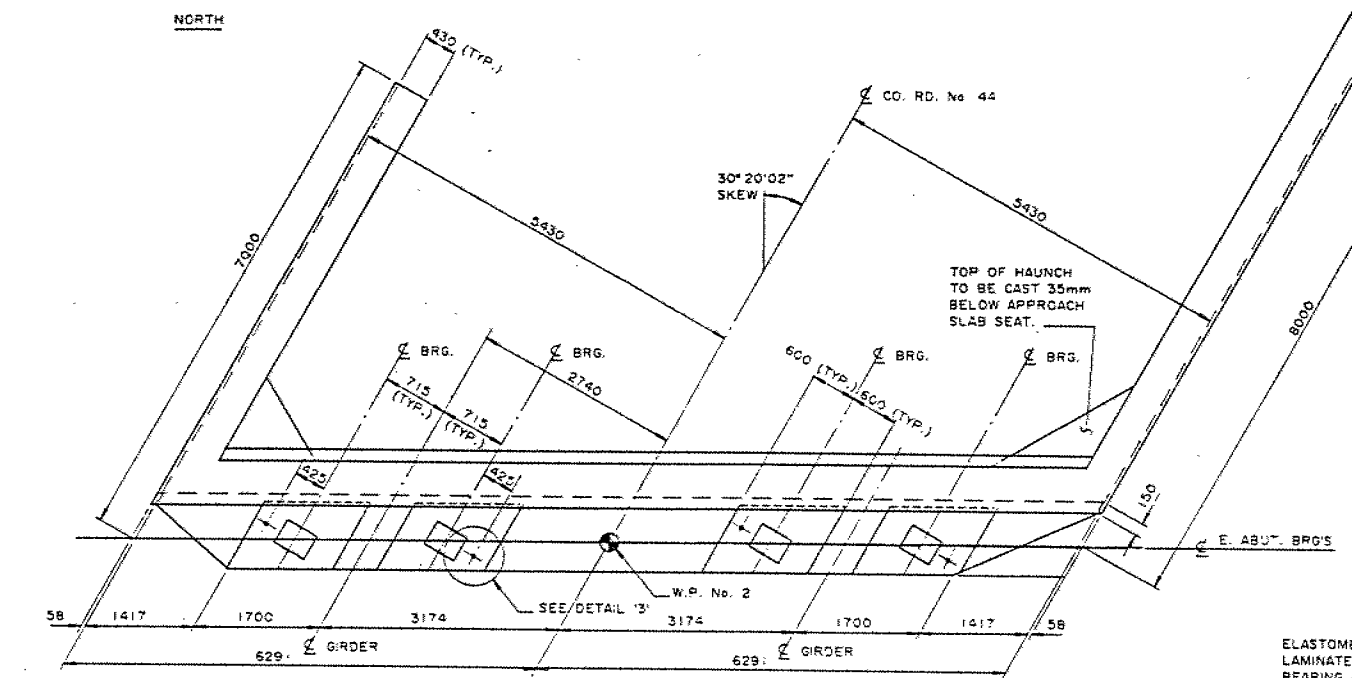 NORTH
430 (TYP.)
℄ CO. RD. No 44
30° 20'02"
SKEW
5430
5430
7000
TOP OF HAUNCH
TO BE CAST 35mm
BELOW APPROACH
SLAB SEAT.
8000
℄ BRG.
℄ BRG.
℄ BRG.
℄ BRG.
715
(TYP.)
715
(TYP.)
2740
600 (TYP.)
600 (TYP.)
425
425
150
℄ E. ABUT. BRG'S
W.P. No. 2
SEE DETAIL '3'
58
1417
1700
3174
3174
1700
1417
58
℄ GIRDER
℄ GIRDER
629
629
ELASTOME
LAMINATE
BEARING